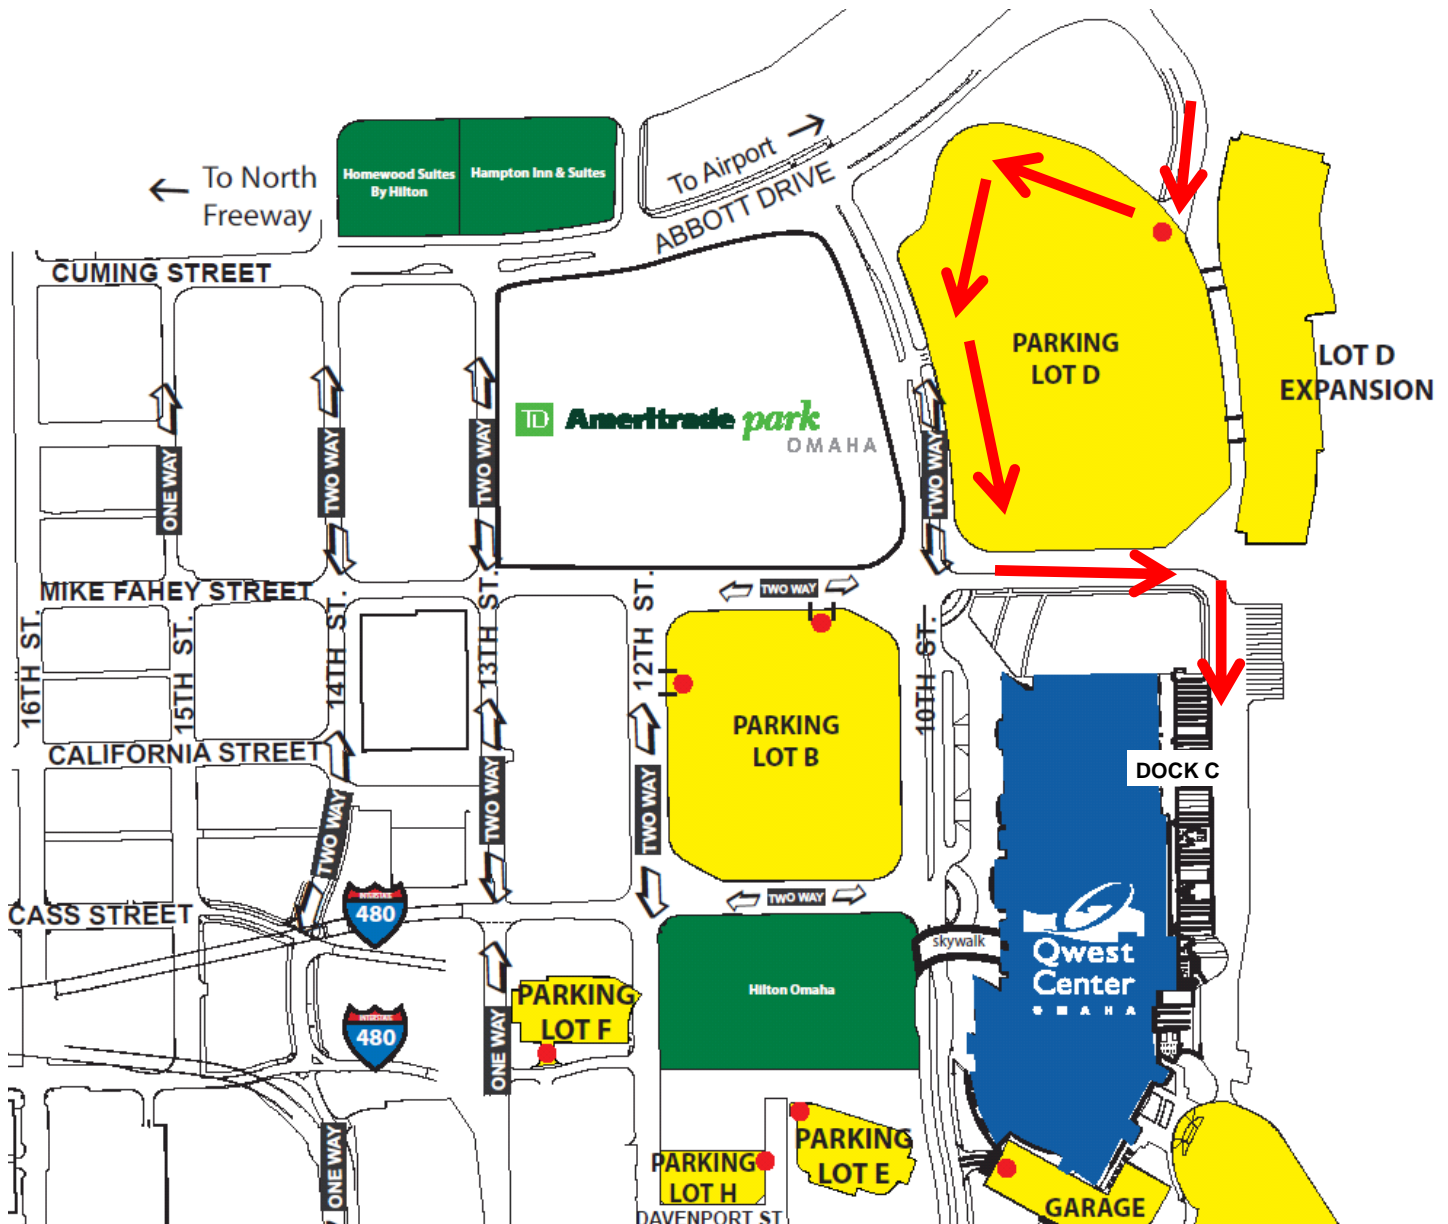 To North
Freeway
Homewood Suites
By Hilton
Hampton Inn & Suites
To Airport
ABBOTT DRIVE
CUMING STREET
PARKING
LOT D
LOT D
EXPANSION
TD Ameritrade park
OMAHA
ONE WAY
TWO WAY
TWO WAY
TWO WAY
MIKE FAHEY STREET
TWO WAY
16TH ST.
15TH ST.
14TH ST.
13TH ST.
12TH ST.
10TH ST.
PARKING
LOT B
CALIFORNIA STREET
DOCK C
TWO WAY
TWO WAY
TWO WAY
CASS STREET
INTERSTATE
480
TWO WAY
skywalk
Qwest
Center
OMAHA
Hilton Omaha
PARKING
LOT F
INTERSTATE
480
ONE WAY
ONE WAY
PARKING
LOT H
PARKING
LOT E
GARAGE
DAVENPORT ST